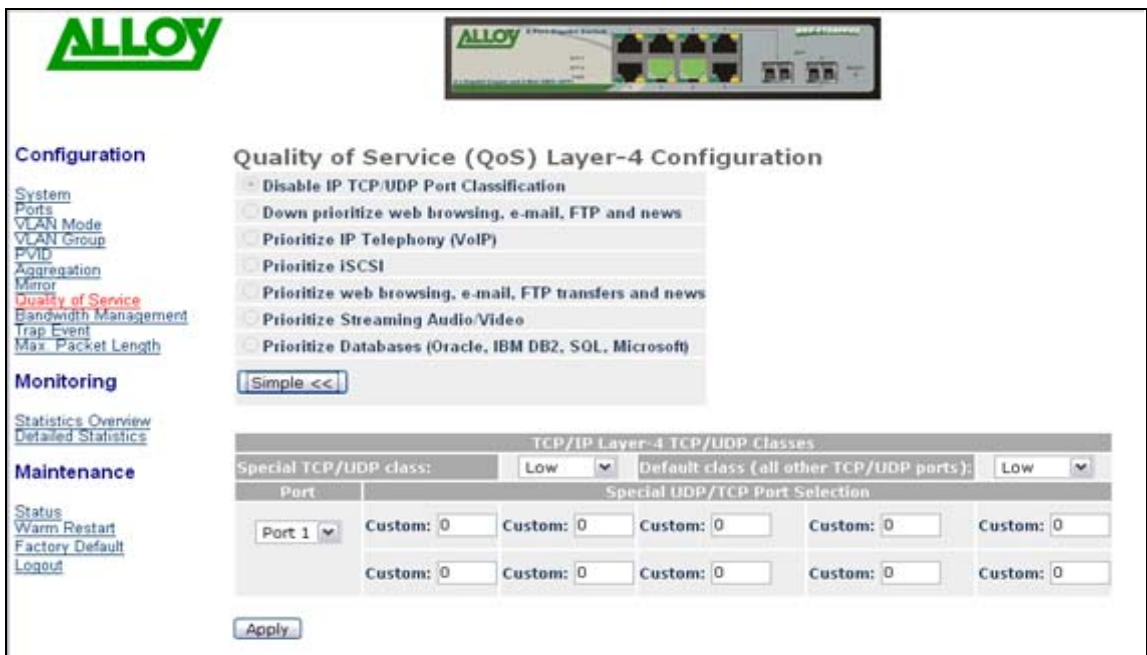 ALLOY
ALLOY
Configuration
System
Ports
VLAN Mode
VLAN Group
PVID
Aggregation
Mirror
Quality of Service
Bandwidth Management
Trap Event
Max. Packet Length
Monitoring
Statistics Overview
Detailed Statistics
Maintenance
Status
Warm Restart
Factory Default
Logout
Quality of Service (QoS) Layer-4 Configuration
Disable IP TCP/UDP Port Classification
Down prioritize web browsing, e-mail, FTP and news
Prioritize IP Telephony (VoIP)
Prioritize iSCSI
Prioritize web browsing, e-mail, FTP transfers and news
Prioritize Streaming Audio/Video
Prioritize Databases (Oracle, IBM DB2, SQL, Microsoft)
Simple <<
TCP/IP Layer-4 TCP/UDP Classes
Special TCP/UDP class: Low Default class (all other TCP/UDP ports): Low
Port Special UDP/TCP Port Selection
Port 1 Custom: 0 Custom: 0 Custom: 0 Custom: 0 Custom: 0
Custom: 0 Custom: 0 Custom: 0 Custom: 0 Custom: 0
Apply